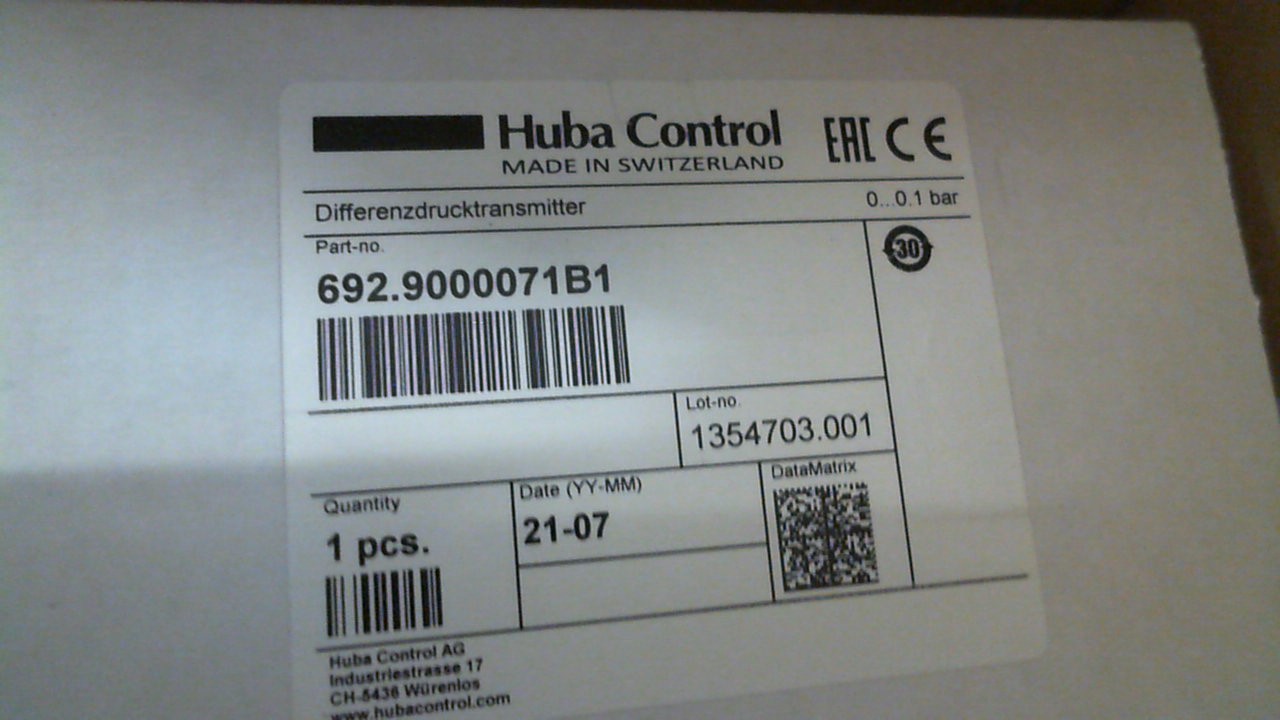 Huba Control
MADE IN SWITZERLAND
EAC CE
Differenzdrucktransmitter
0...0.1 bar
Part-no.
692.9000071B1
30
Lot-no.
1354703.001
Quantity
1 pcs.
Date (YY-MM)
21-07
DataMatrix
Huba Control AG
Industriestrasse 17
CH-5436 Würenlos
www.hubacontrol.com